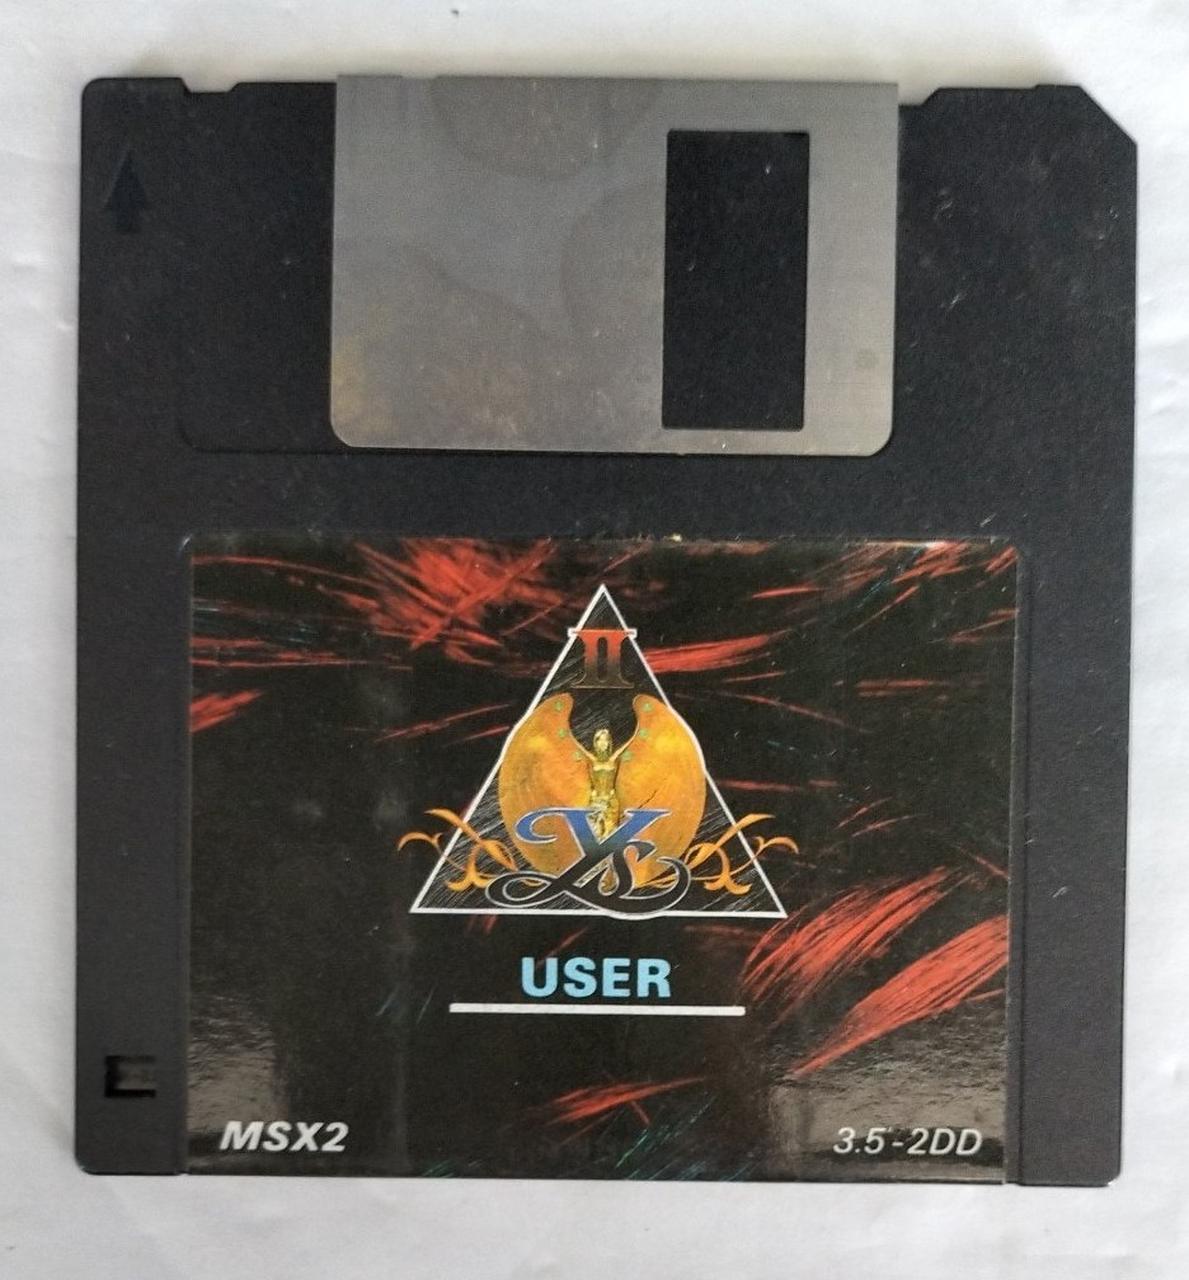 II
Ys
USER
MSX2
3.5"-2DD